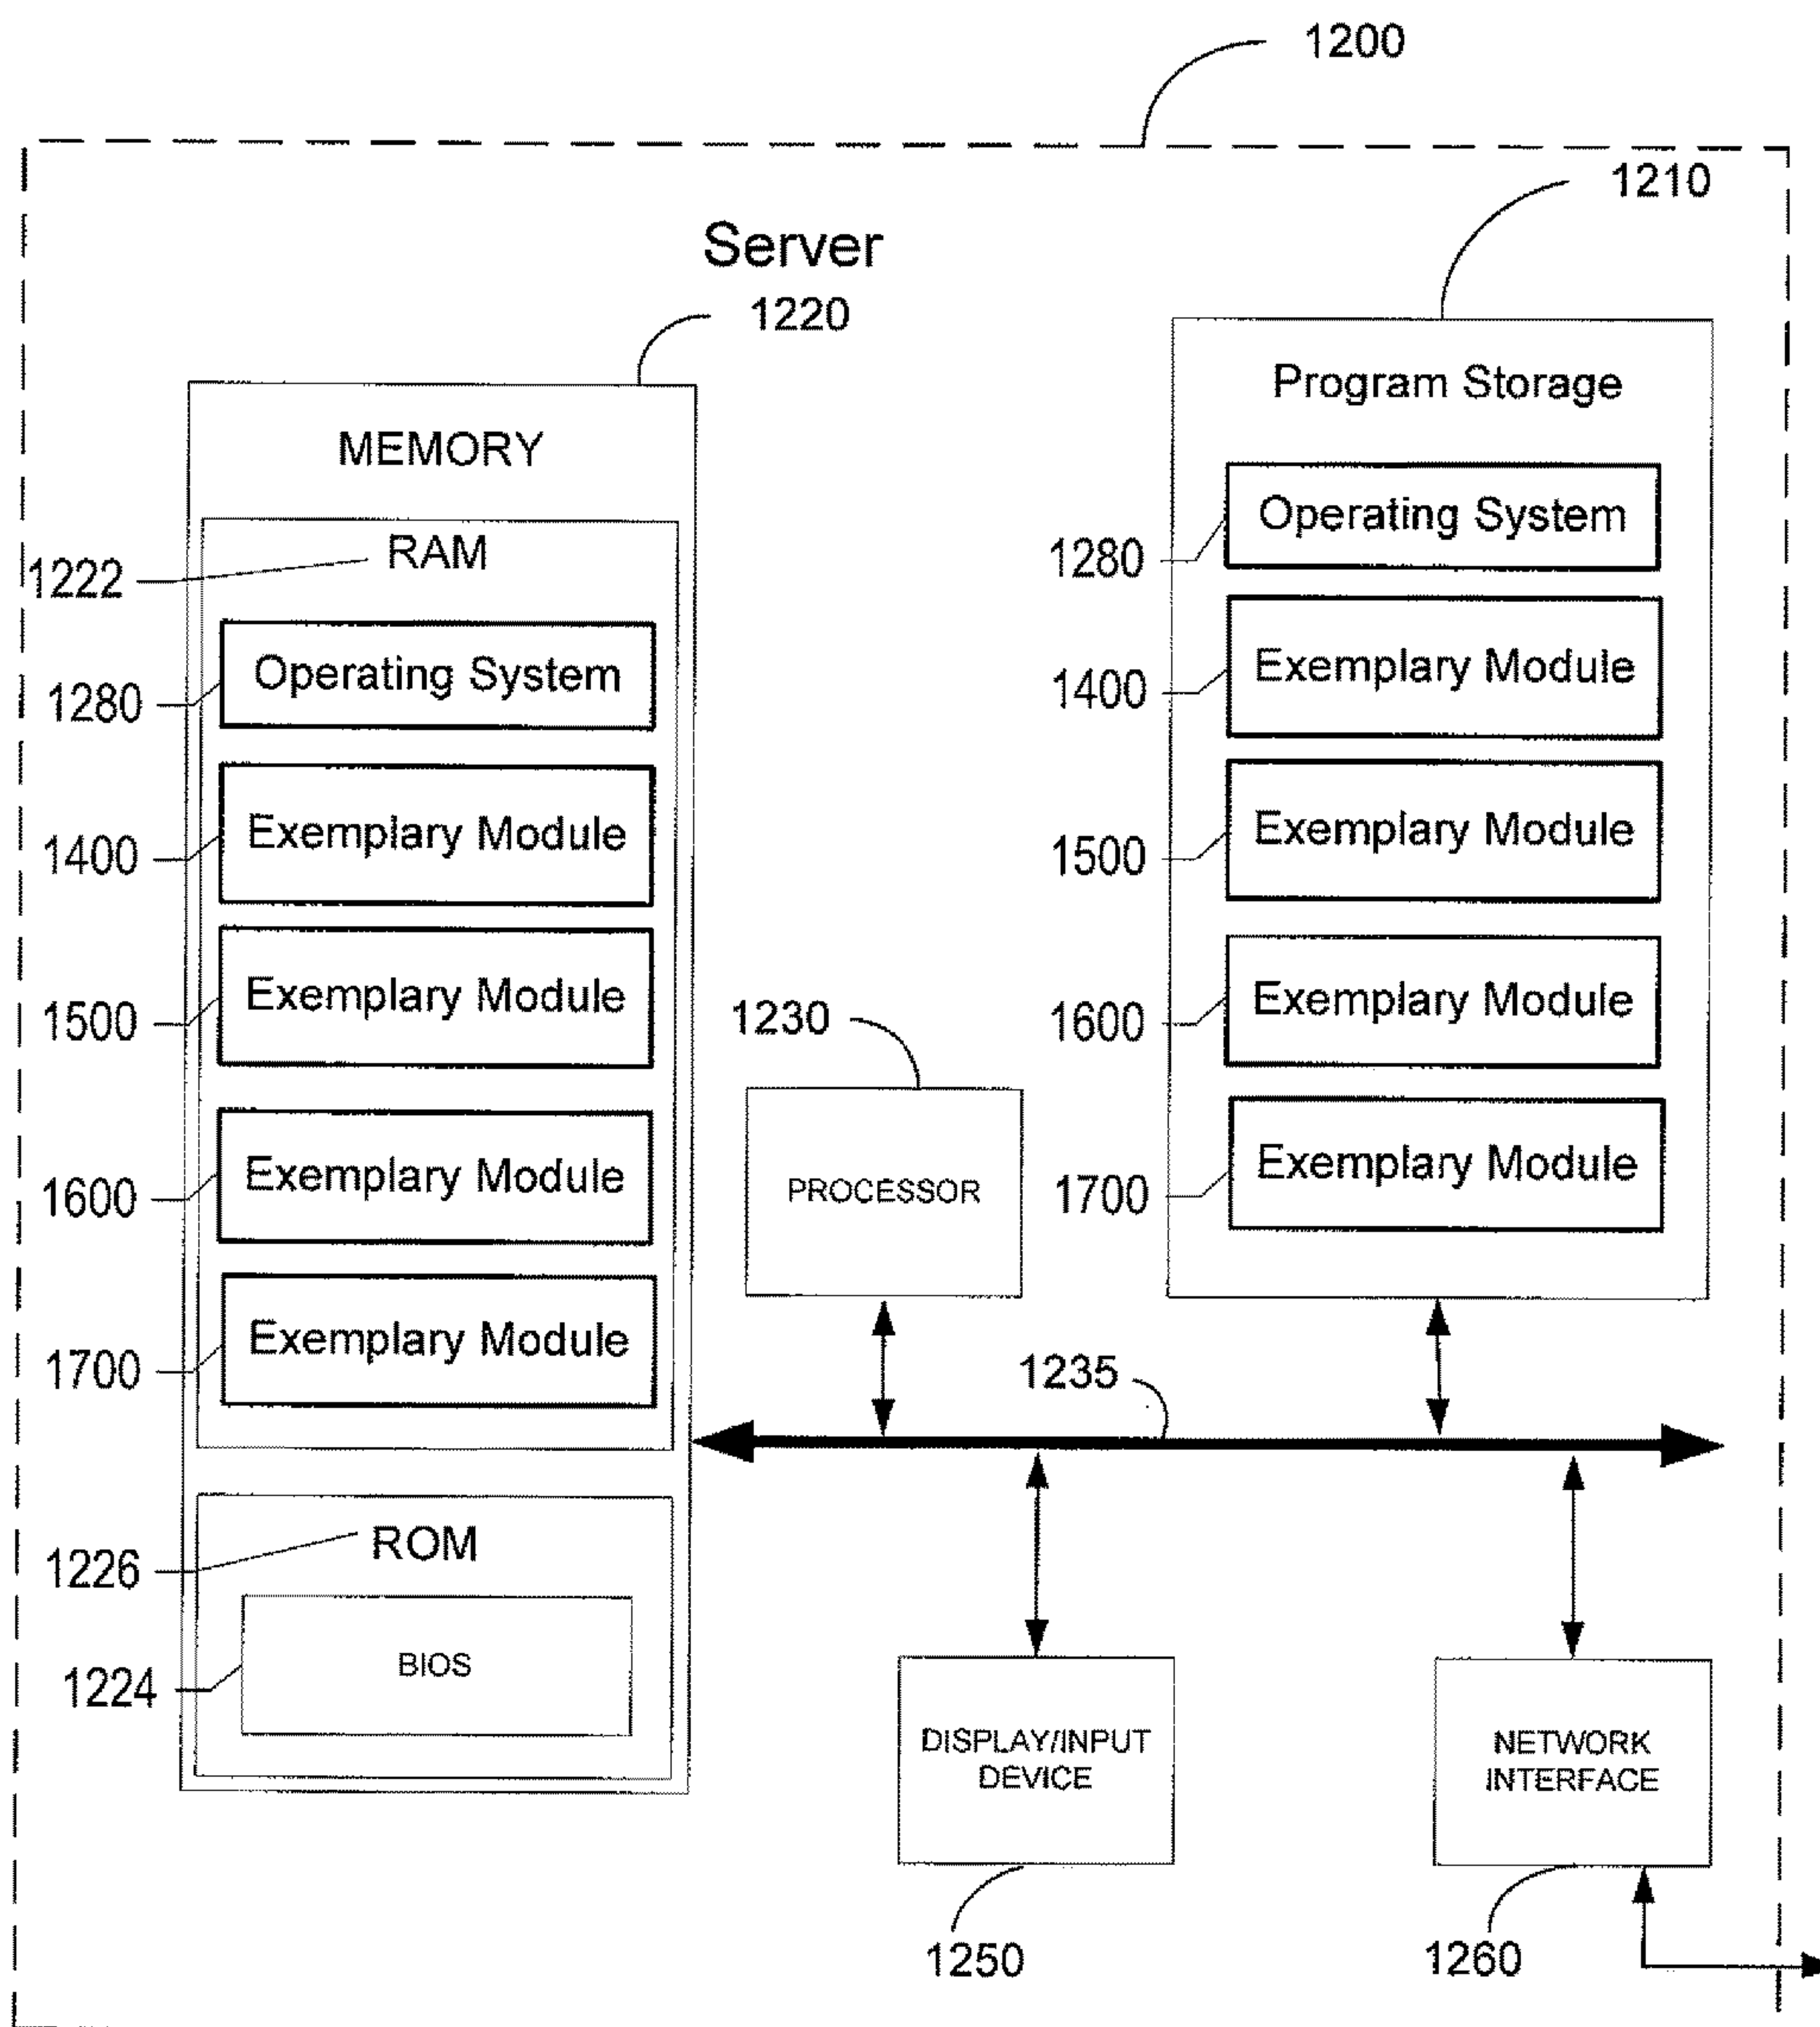 1200
1210
Server
1220
Program Storage
MEMORY
Operating System
1280
RAM
1222
Exemplary Module
1400
Operating System
1280
Exemplary Module
1500
Exemplary Module
1400
Exemplary Module
1600
Exemplary Module
1500
Exemplary Module
1700
1230
PROCESSOR
Exemplary Module
1600
Exemplary Module
1700
1235
ROM
1226
BIOS
1224
DISPLAY/INPUT
DEVICE
NETWORK
INTERFACE
1250
1260